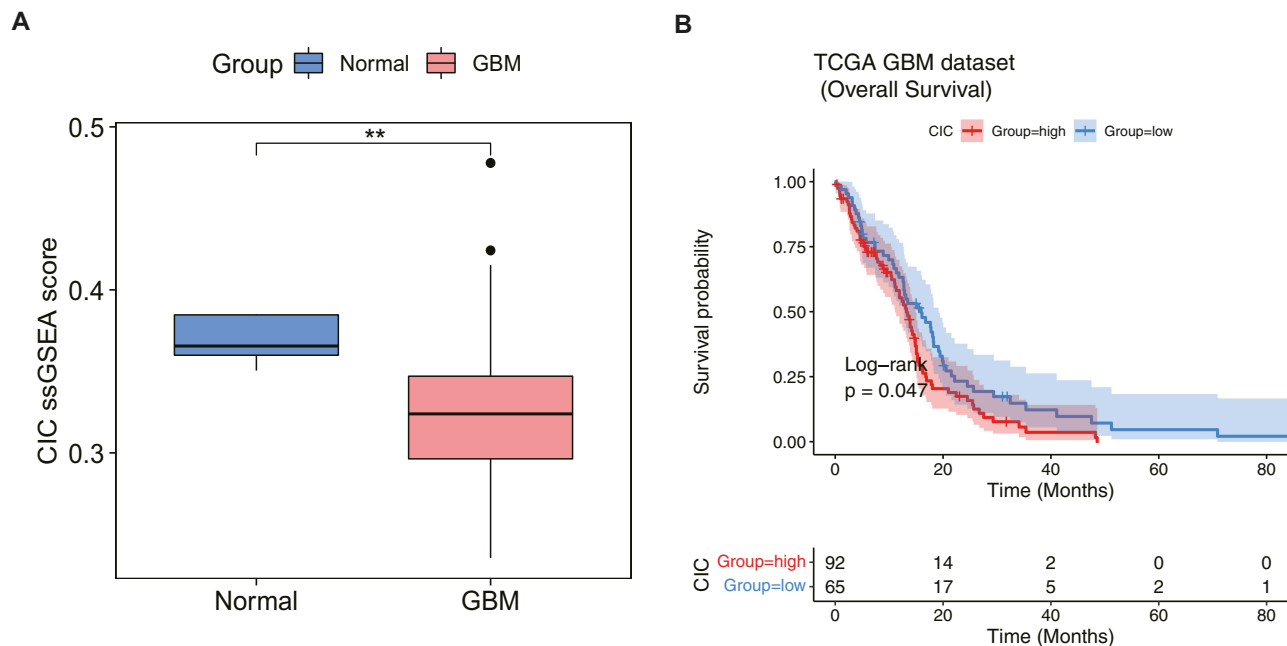 A
Group Normal GBM
**
CIC ssGSEA score
0.5
0.4
0.3
Normal GBM
B
TCGA GBM dataset
(Overall Survival)
CIC Group=high Group=low
Survival probability
1.00
0.75
0.50
0.25
0.00
Log−rank
p = 0.047
0 20 40 60 80
Time (Months)
CIC
Group=high 92 14 2 0 0
Group=low 65 17 5 2 1
0 20 40 60 80
Time (Months)